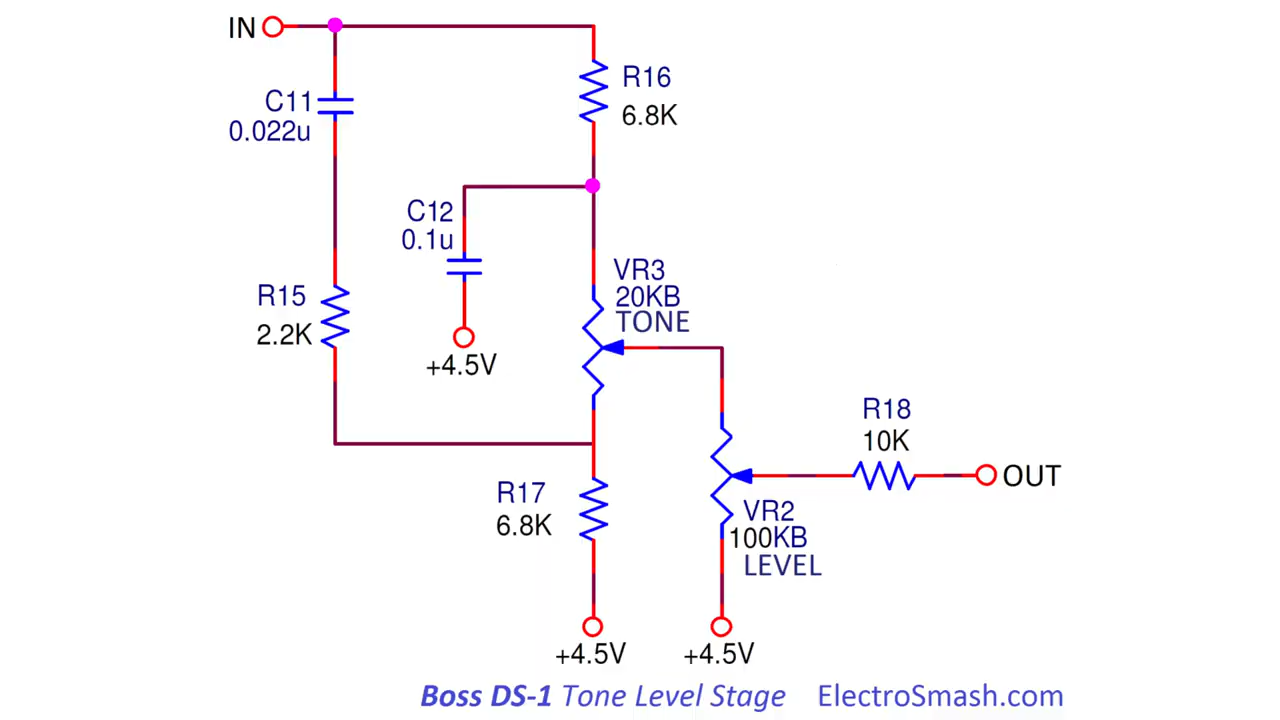 IN
R16
6.8K
C11
0.022u
C12
0.1u
VR3
20KB
TONE
R15
2.2K
+4.5V
R18
10K
OUT
R17
6.8K
VR2
100KB
LEVEL
+4.5V
+4.5V
Boss DS-1 Tone Level Stage ElectroSmash.com